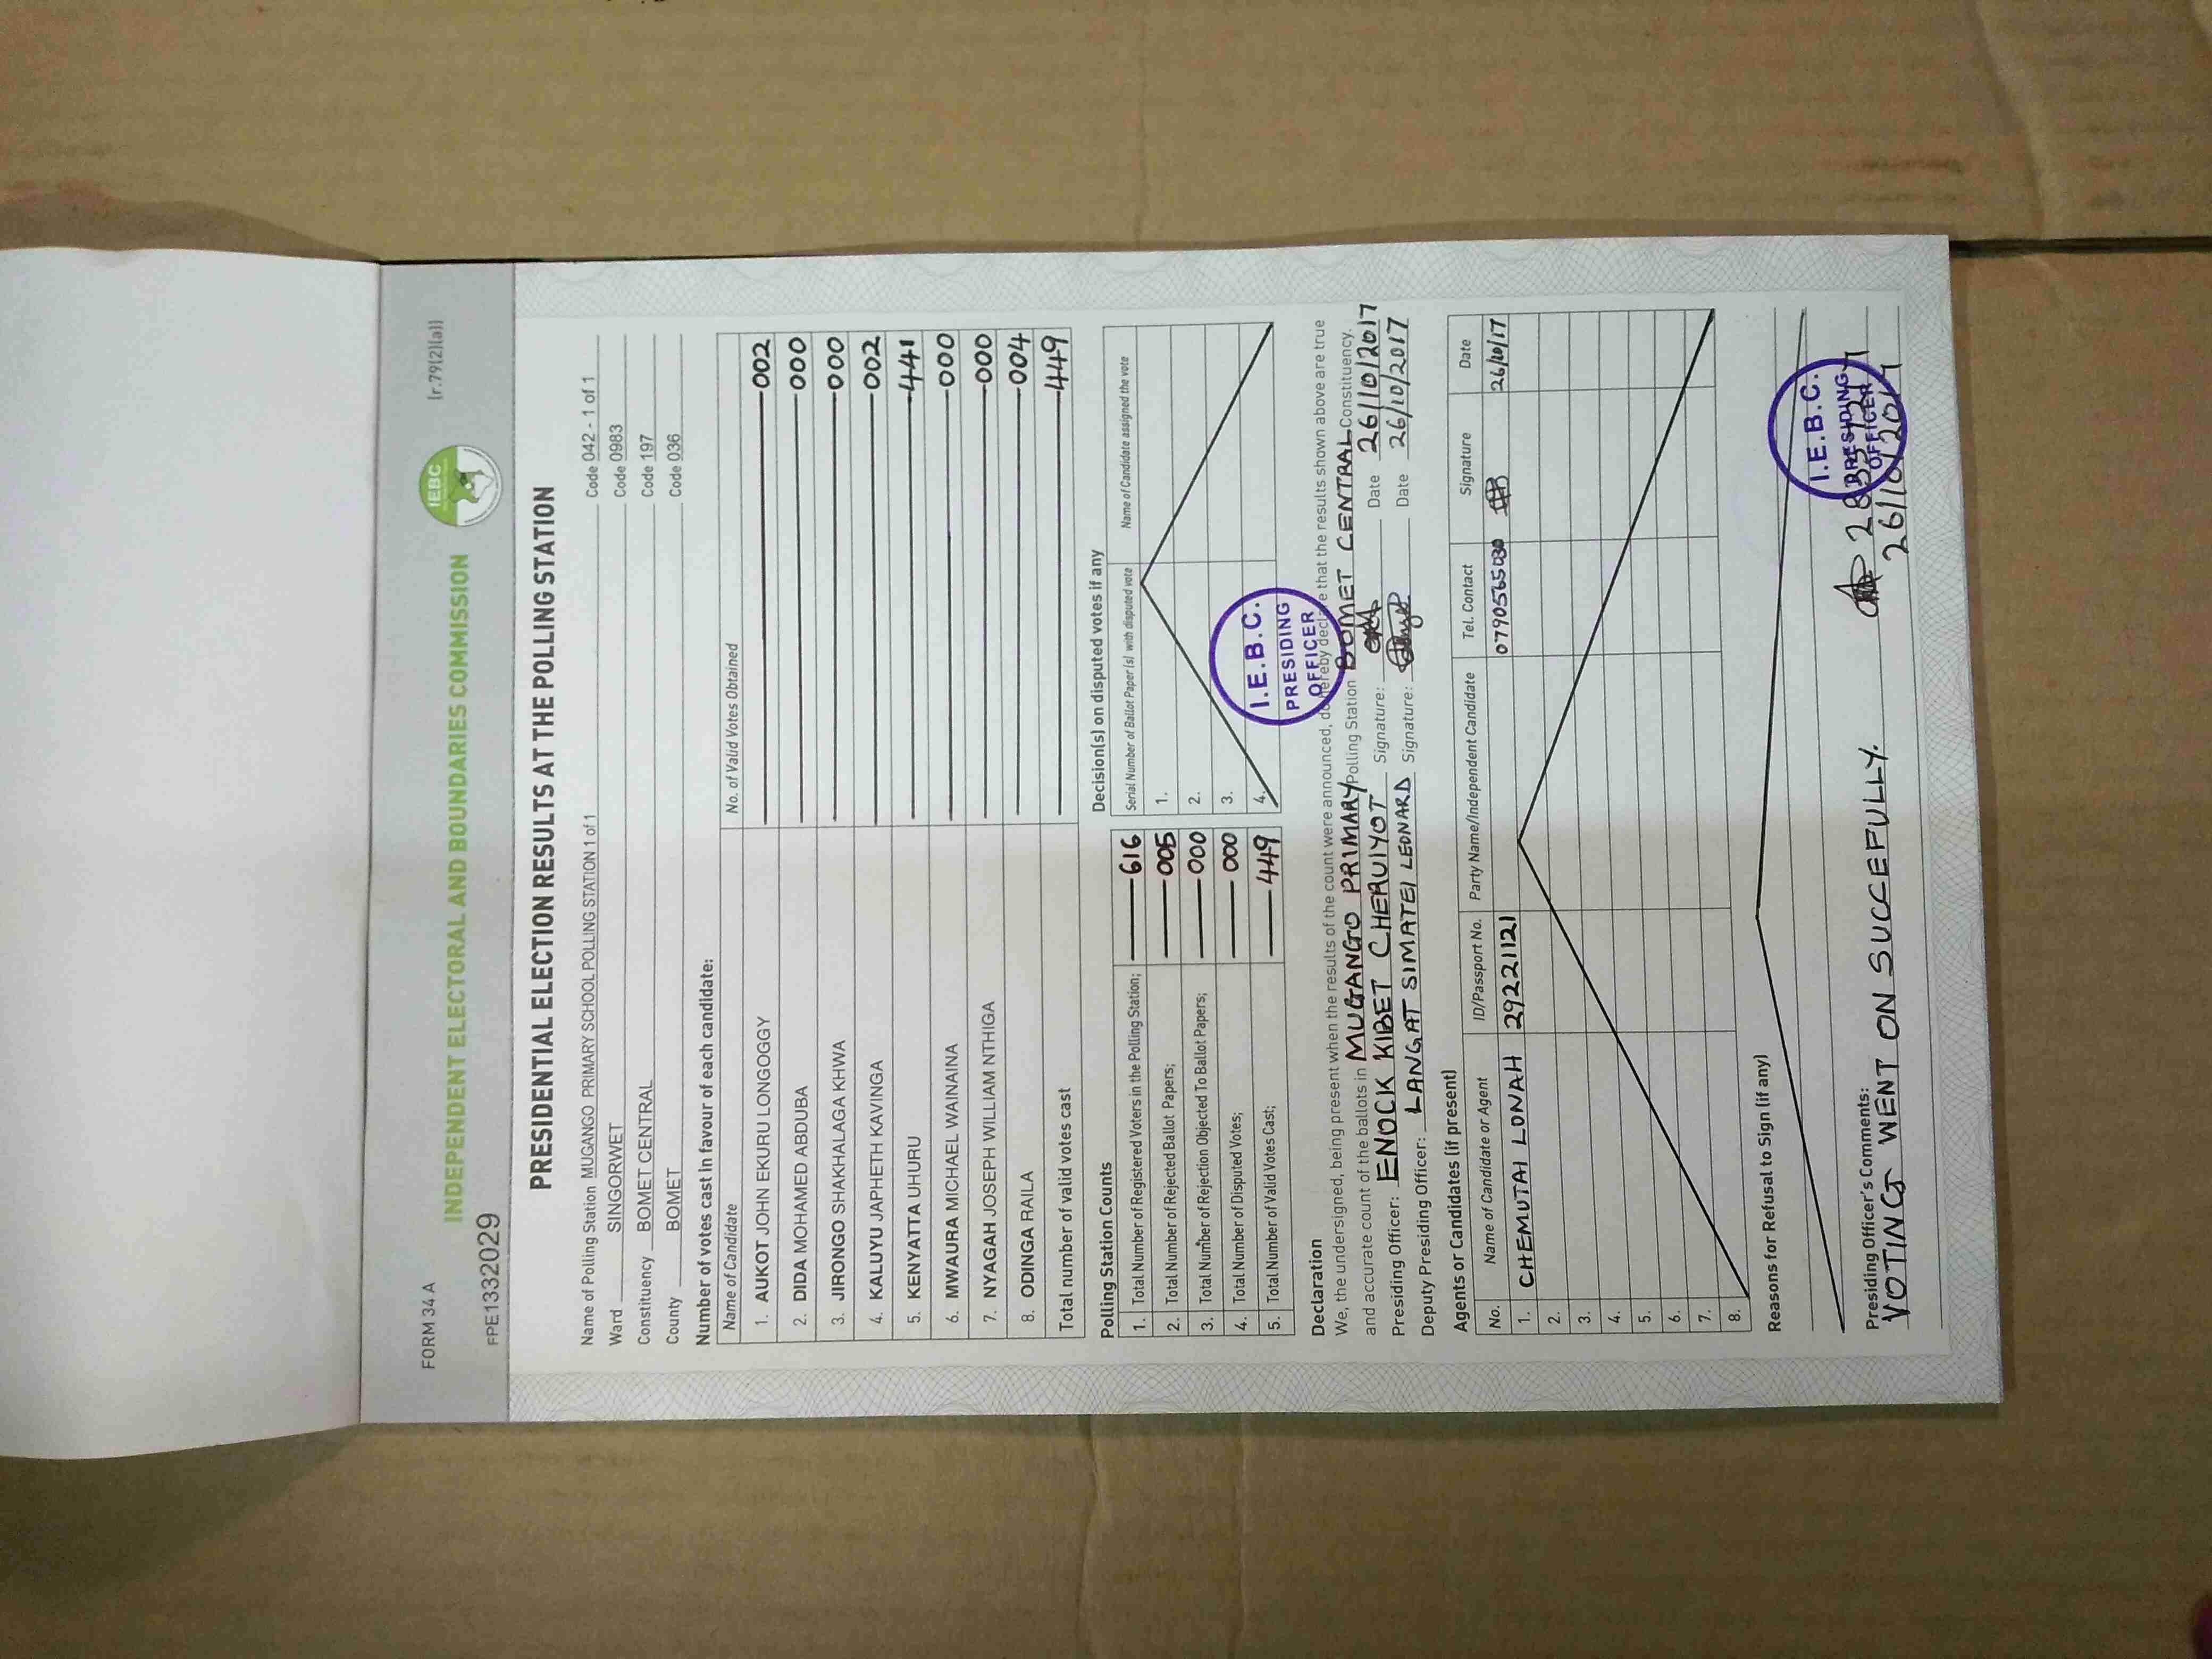 FORM 34 A
[r.79(2)(a)]
IEBC
INDEPENDENT ELECTORAL AND BOUNDARIES COMMISSION
FPE1332029
PRESIDENTIAL ELECTION RESULTS AT THE POLLING STATION
Name of Polling Station MUGANGO PRIMARY SCHOOL POLLING STATION 1 of 1 Code 042 - 1 of 1
Ward SINGORWET Code 0983
Constituency BOMET CENTRAL Code 197
County BOMET Code 036
Number of votes cast in favour of each candidate:
Name of Candidate No. of Valid Votes Obtained
1. AUKOT JOHN EKURU LONGOGGY 002
2. DIDA MOHAMED ABDUBA 000
3. JIRONGO SHAKHALAGA KHWA 000
4. KALUYU JAPHETH KAVINGA 002
5. KENYATTA UHURU 441
6. MWAURA MICHAEL WAINAINA 000
7. NYAGAH JOSEPH WILLIAM NTHIGA 000
8. ODINGA RAILA 004
Total number of valid votes cast 449
Polling Station Counts
1. Total Number of Registered Voters in the Polling Station; 616
2. Total Number of Rejected Ballot Papers; 005
3. Total Number of Rejection Objected To Ballot Papers; 000
4. Total Number of Disputed Votes; 000
5. Total Number of Valid Votes Cast; 449
Decision(s) on disputed votes if any
Serial Number of Ballot Paper(s) with disputed vote Name of Candidate assigned the vote
1.
2.
3.
4.
I.E.B.C.
PRESIDING
OFFICER
Declaration
We, the undersigned, being present when the results of the count were announced, do hereby declare that the results shown above are true
and accurate count of the ballots in MUGANGO PRIMARY Polling Station BOMET CENTRAL Constituency.
Presiding Officer: ENOCK KIBET CHERUIYOT Signature: Date 26/10/2017
Deputy Presiding Officer: LANGAT SIMATEI LEONARD Signature: Date 26/10/2017
Agents or Candidates (if present)
No. Name of Candidate or Agent ID/Passport No. Party Name/Independent Candidate Tel. Contact Signature Date
1. CHEMUTAI LONAH 29221121 26/10/17
2.
3.
4.
5.
6.
7.
8.
Reasons for Refusal to Sign (if any)
Presiding Officer's Comments:
VOTING WENT ON SUCCEFULLY.
I.E.B.C.
PRESIDING
OFFICER
26/10/2017